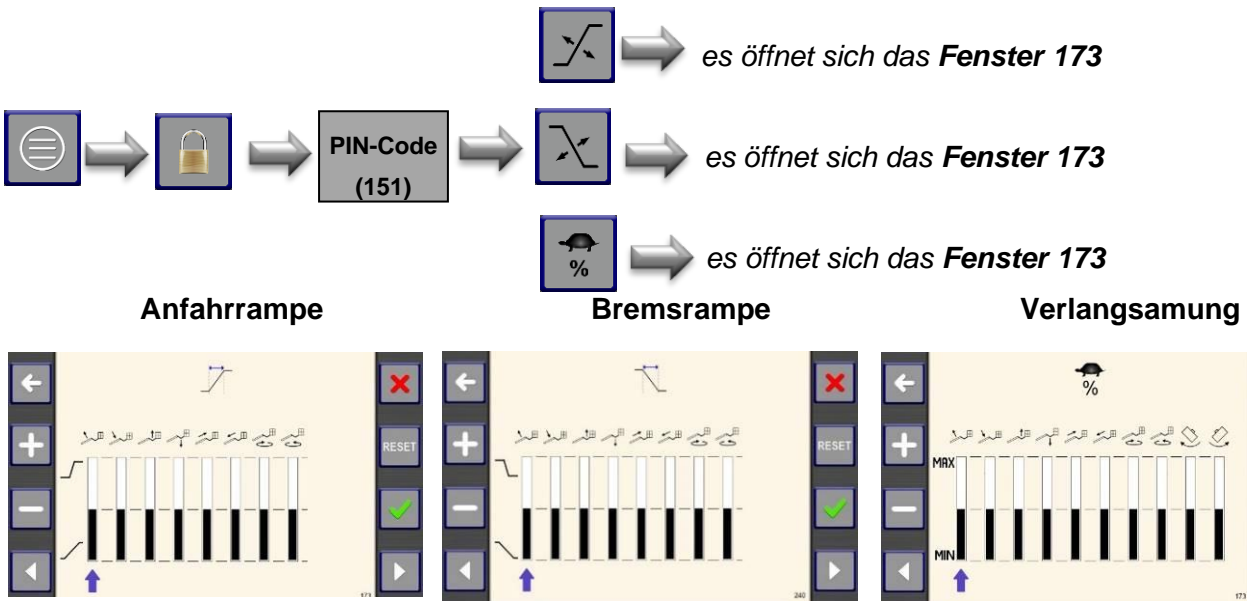 es öffnet sich das Fenster 173
PIN-Code
(151)
es öffnet sich das Fenster 173
%
es öffnet sich das Fenster 173
Anfahrrampe
Bremsrampe
Verlangsamung
RESET
173
RESET
240
%
MAX
MIN
173